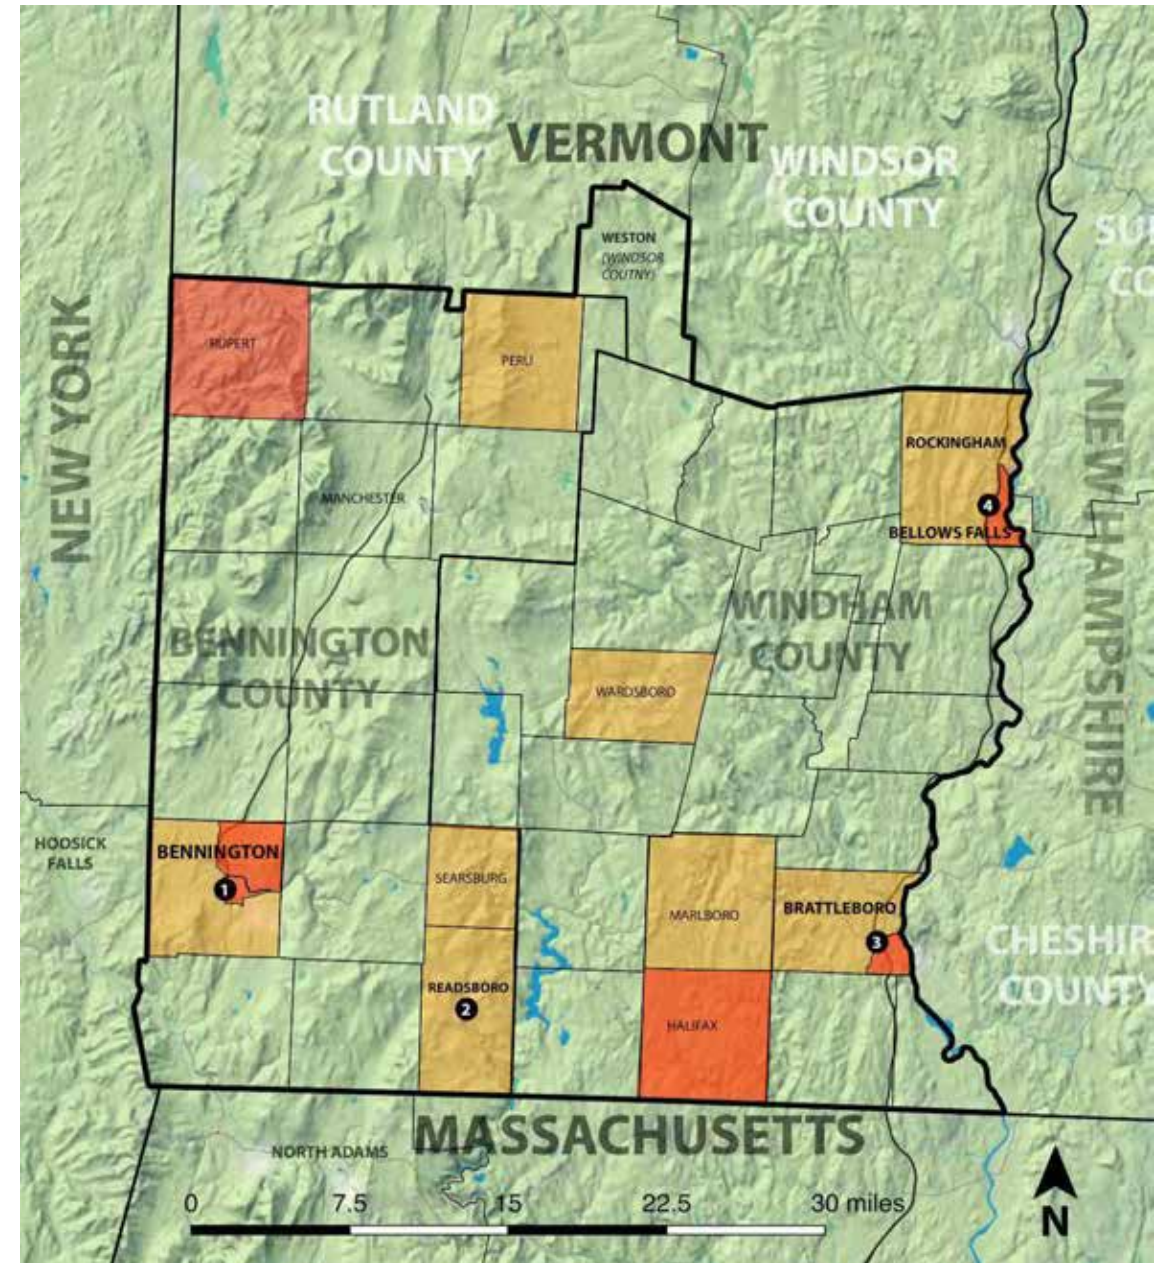 RUTLAND
COUNTY
VERMONT
WINDSOR
COUNTY
WESTON
(WINDSOR
COUTNY)
SU
CO
NEW YORK
RUPERT
PERU
NEW HAMPSHIRE
ROCKINGHAM
4
BELLOWS FALLS
MANCHESTER
BENNINGTON
COUNTY
WINDHAM
COUNTY
WARDSBORO
HOOSICK
FALLS
BENNINGTON
1
SEARSBURG
READSBORO
2
MARLBORO
BRATTLEBORO
3
HALIFAX
CHESHIR
COUNTY
MASSACHUSETTS
NORTH ADAMS
0 7.5 15 22.5 30 miles
N